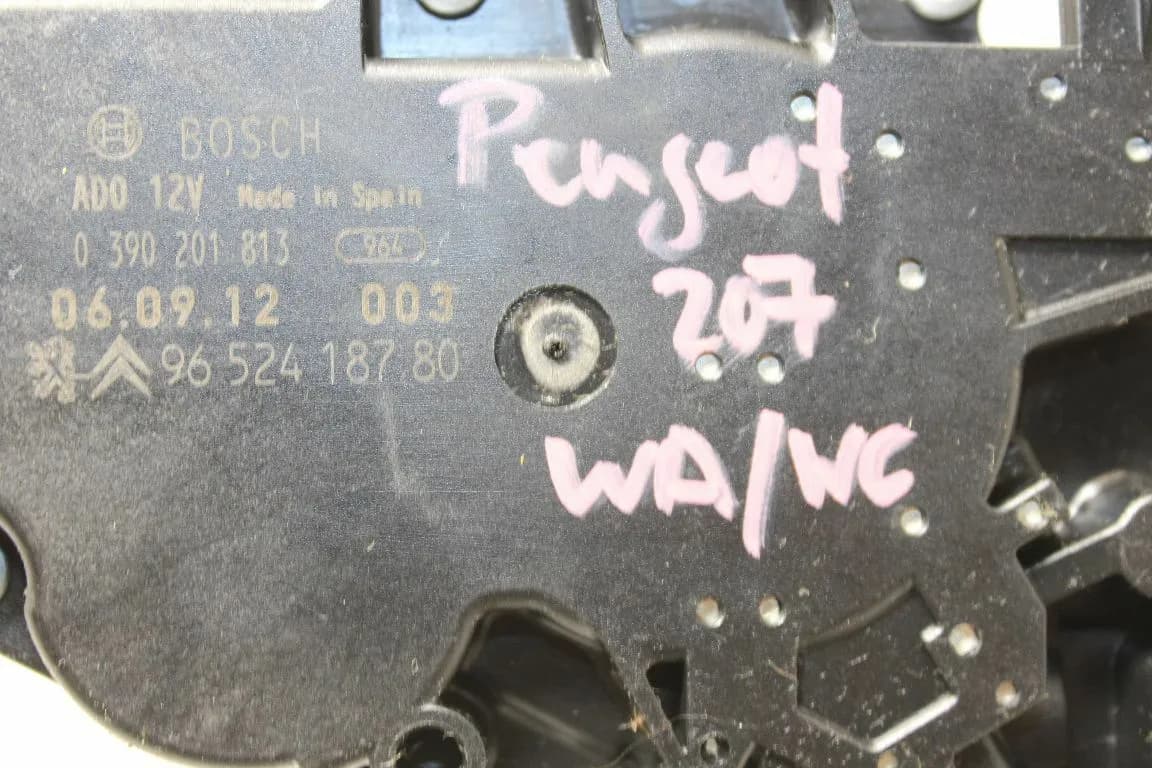 BOSCH
ADO 12V Made in Spain
0 390 201 813 964
06.09.12 003
96 524 187 80
Peugeot
207
WA/WC